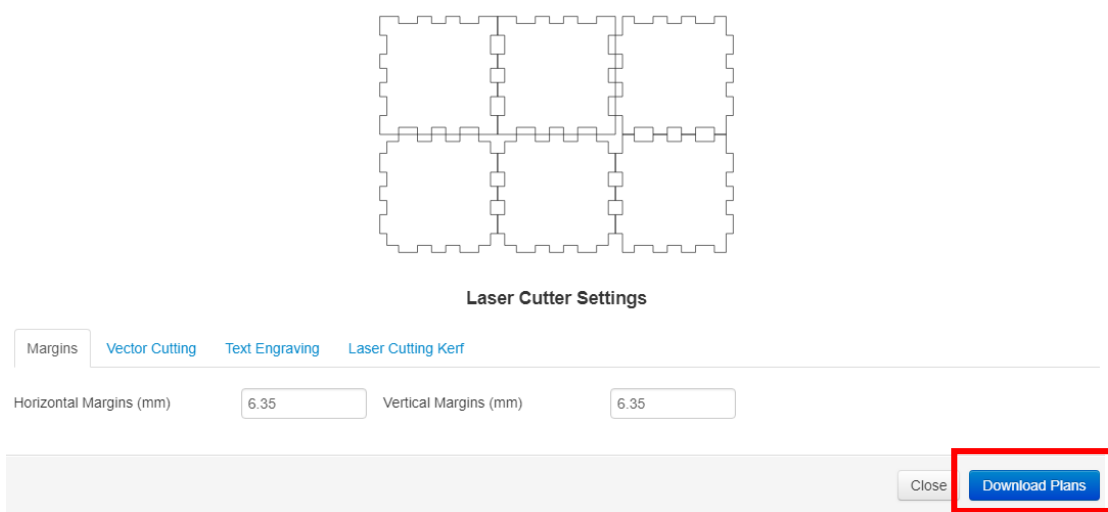 Laser Cutter Settings
Margins Vector Cutting Text Engraving Laser Cutting Kerf
Horizontal Margins (mm) 6.35 Vertical Margins (mm) 6.35
Close Download Plans